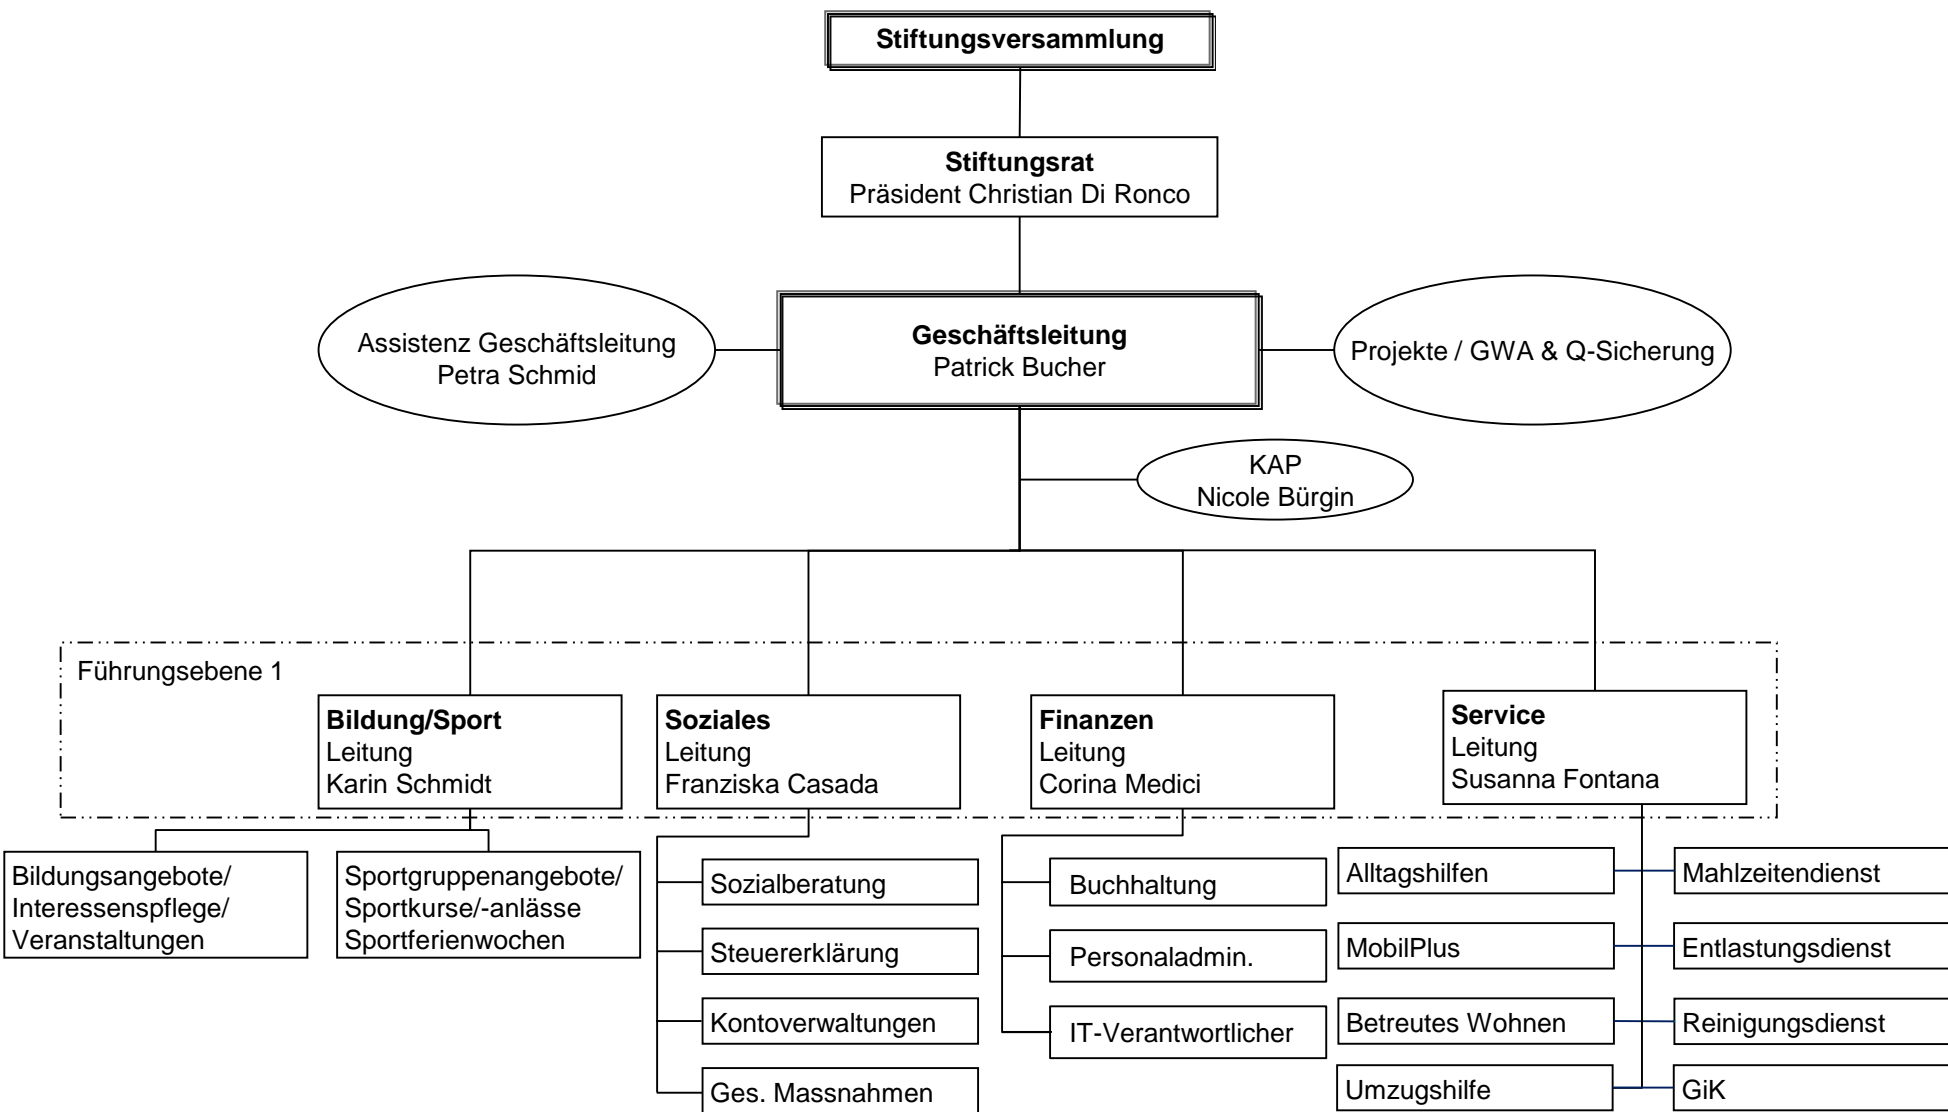 Stiftungsversammlung
Stiftungsrat
Präsident Christian Di Ronco
Assistenz Geschäftsleitung
Petra Schmid
Geschäftsleitung
Patrick Bucher
Projekte / GWA & Q-Sicherung
KAP
Nicole Bürgin
Führungsebene 1
Bildung/Sport
Leitung
Karin Schmidt
Soziales
Leitung
Franziska Casada
Finanzen
Leitung
Corina Medici
Service
Leitung
Susanna Fontana
Bildungsangebote/
Interessenspflege/
Veranstaltungen
Sportgruppenangebote/
Sportkurse/-anlässe
Sportferienwochen
Sozialberatung
Steuererklärung
Kontoverwaltungen
Ges. Massnahmen
Buchhaltung
Personaladmin.
IT-Verantwortlicher
Alltagshilfen
MobilPlus
Betreutes Wohnen
Umzugshilfe
Mahlzeitendienst
Entlastungsdienst
Reinigungsdienst
GiK